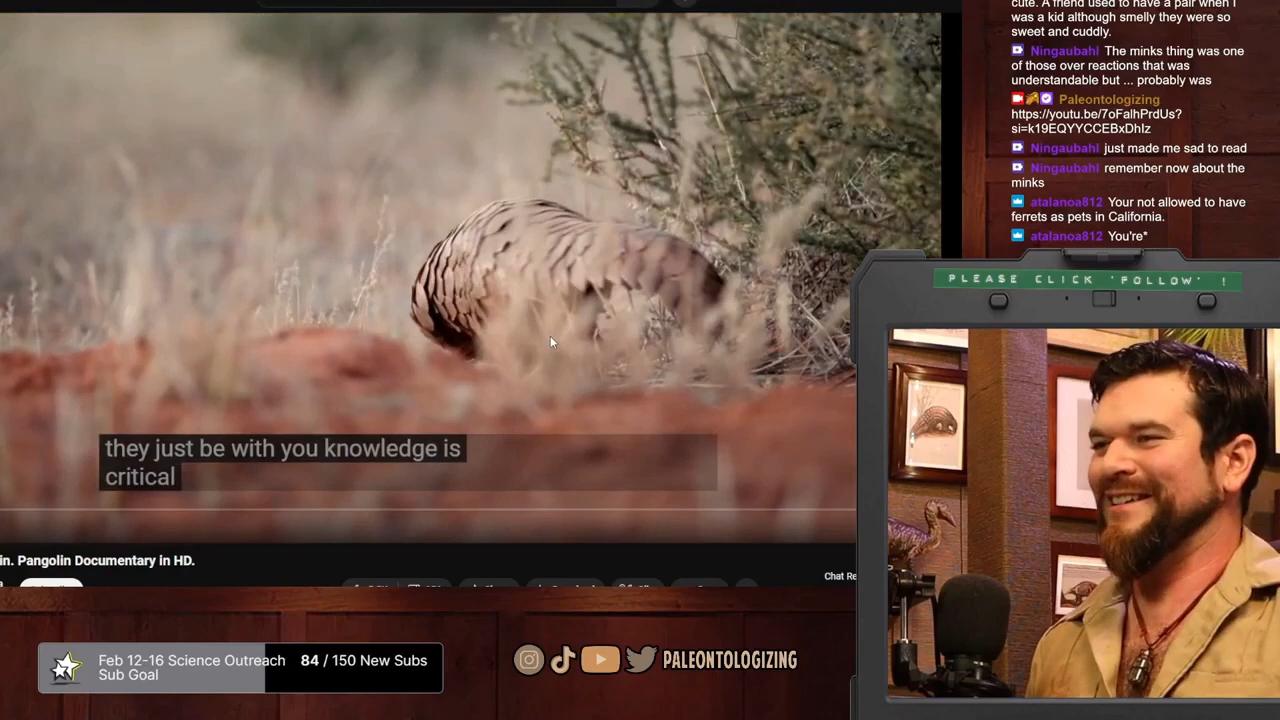 cute. A friend used to have a pair when I
was a kid although smelly they were so
sweet and cuddly.
Ningaubahl The minks thing was one
of those over reactions that was
understandable but ... probably was
Paleontologizing
https://youtu.be/7oFalhPrdUs?
si=k19EQYYCCEBxDhIz
Ningaubahl just made me sad to read
Ningaubahl remember now about the
minks
atalanoa812 Your not allowed to have
ferrets as pets in California.
atalanoa812 You're*
PLEASE CLICK 'FOLLOW' !
they just be with you knowledge is
critical
in. Pangolin Documentary in HD.
Chat Re
Feb 12-16 Science Outreach 84 / 150 New Subs
Sub Goal
PALEONTOLOGIZING